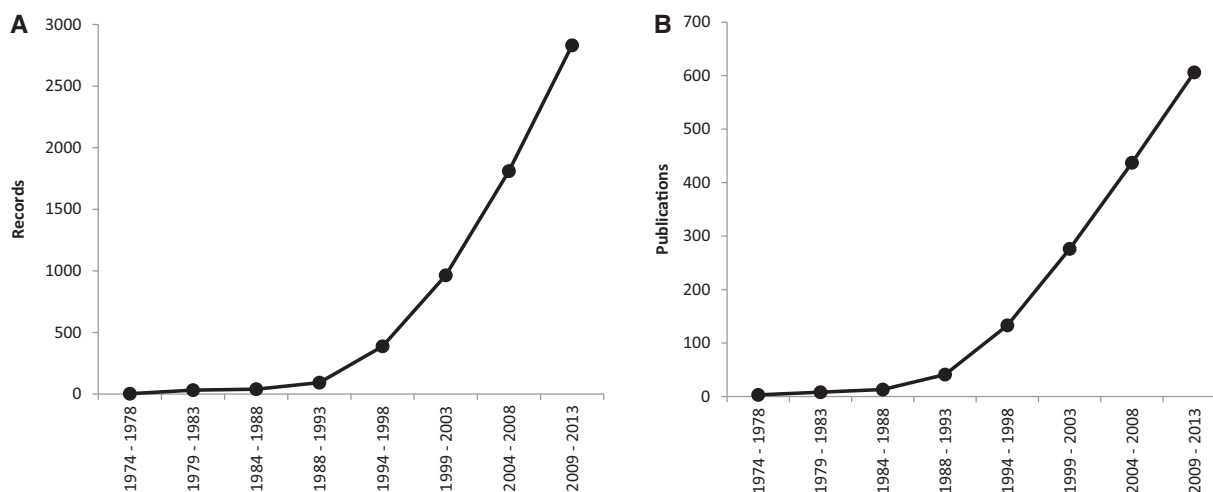 A
Records
3000
2500
2000
1500
1000
500
0
1974 - 1978
1979 - 1983
1984 - 1988
1988 - 1993
1994 - 1998
1999 - 2003
2004 - 2008
2009 - 2013
B
Publications
700
600
500
400
300
200
100
0
1974 - 1978
1979 - 1983
1984 - 1988
1988 - 1993
1994 - 1998
1999 - 2003
2004 - 2008
2009 - 2013